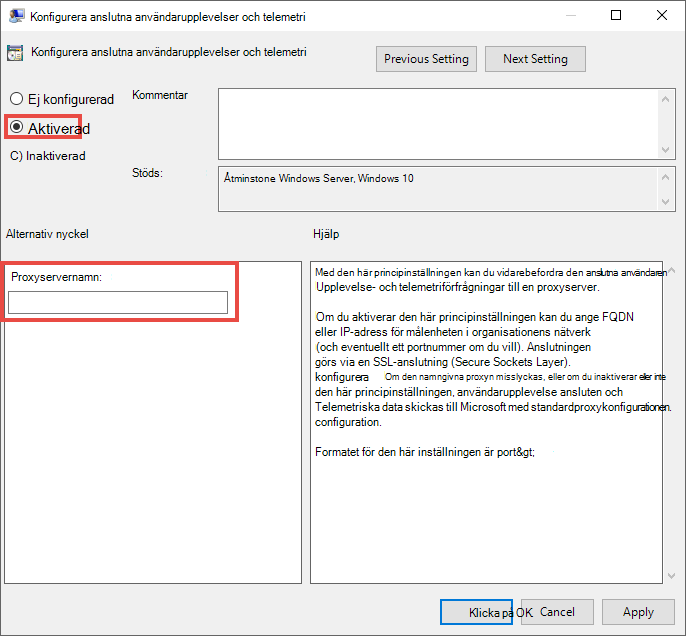 Konfigurera anslutna användarupplevelser och telemetri
Konfigurera anslutna användarupplevelser och telemetri
Previous Setting
Next Setting
Ej konfigurerad
Kommentar
Aktiverad
C) Inaktiverad
Stöds:
Åtminstone Windows Server, Windows 10
Alternativ nyckel
Hjälp
Proxyservernamn:
Med den här principinställningen kan du vidarebefordra den anslutna användaren
Upplevelse- och telemetriförfrågningar till en proxyserver.
Om du aktiverar den här principinställningen kan du ange FQDN
eller IP-adress för målenheten i organisationens nätverk
(och eventuellt ett portnummer om du vill). Anslutningen
görs via en SSL-anslutning (Secure Sockets Layer).
konfigurera Om den namngivna proxyn misslyckas, eller om du inaktiverar eller inte
den här principinställningen, användarupplevelse ansluten och
Telemetriska data skickas till Microsoft med standardproxykonfigurationen.
configuration.
Formatet för den här inställningen är port&gt;
Klicka på OK
Cancel
Apply